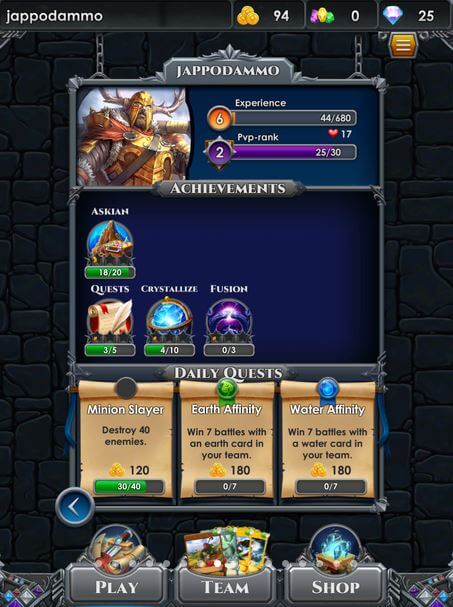 jappodammo
94
0
25
JAPPODAMMO
Experience
6
44/680
Pvp-rank
17
2
25/30
ACHIEVEMENTS
ASKIAN
18/20
QUESTS CRYSTALLIZE FUSION
3/5 4/10 0/3
DAILY QUESTS
Minion Slayer
Destroy 40
enemies.
120
30/40
Earth Affinity
Win 7 battles with
an earth card in
your team.
180
0/7
Water Affinity
Win 7 battles with
a water card in
your team.
180
0/7
PLAY
TEAM
SHOP